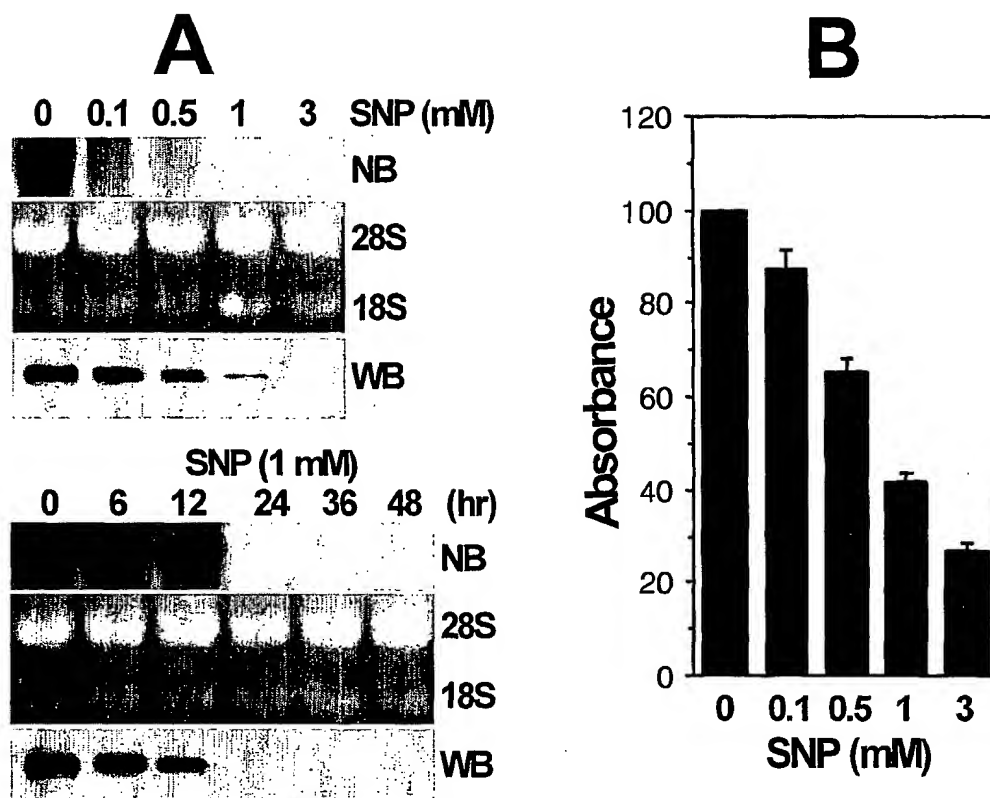 A
0 0.1 0.5 1 3 SNP (mM)
NB
28S
18S
WB
SNP (1 mM)
0 6 12 24 36 48 (hr)
NB
28S
18S
WB
B
120
100
80
60
40
20
0
Absorbance
0 0.1 0.5 1 3
SNP (mM)